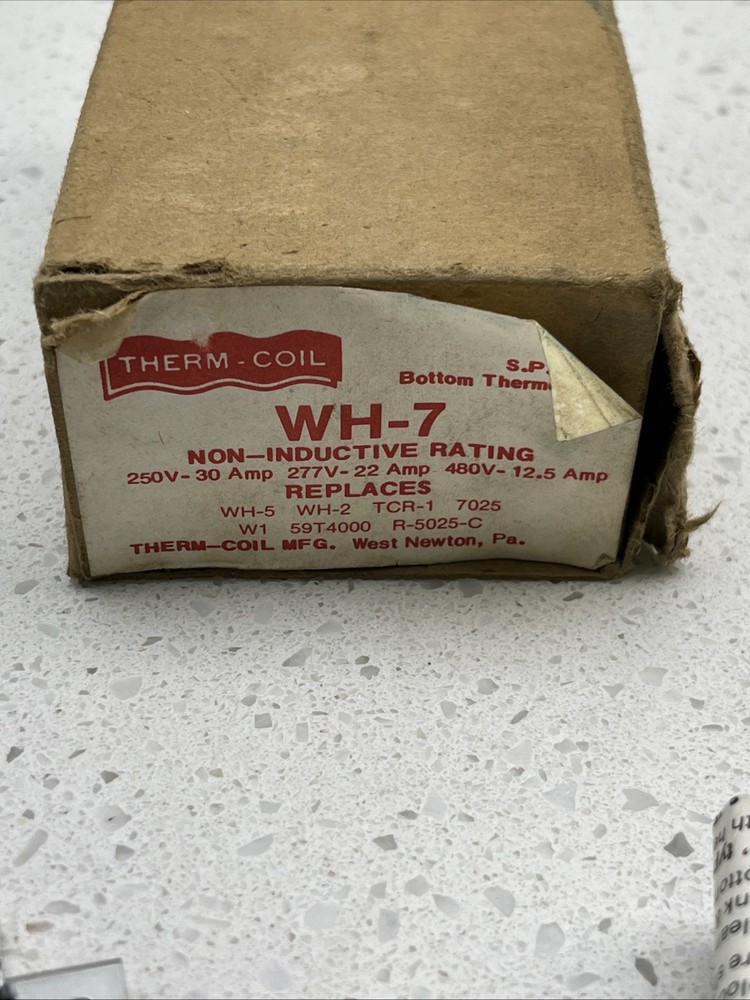 THERM-COIL
S.P.
Bottom
WH-7
NON-INDUCTIVE RATING
250V-30 Amp 277V-22 Amp 480V-12.5 Amp
REPLACES
WH-5 WH-2 TCR-1 7025
W1 59T4000 R-5025-C
THERM-COIL MFG. West Newton, Pa.